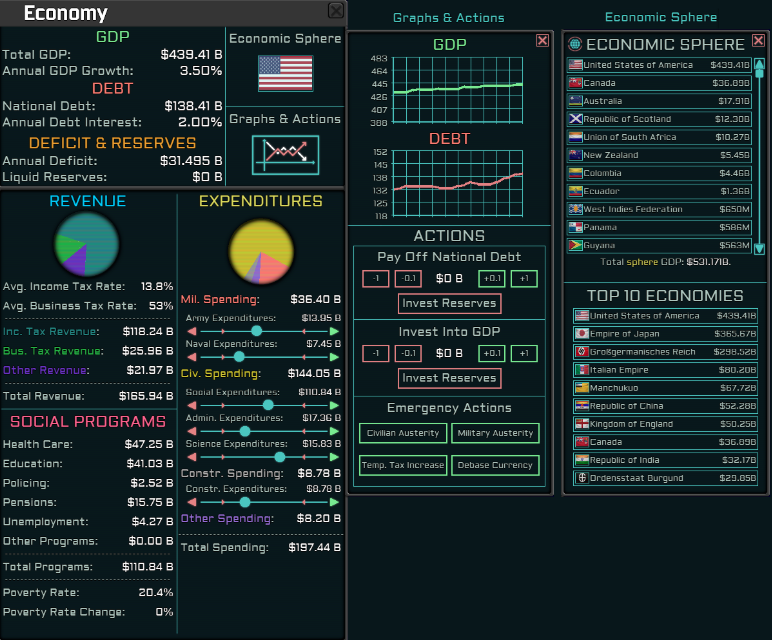 Economy
GDP
Total GDP: $439.41 B
Annual GDP Growth: 3.50%
DEBT
National Debt: $138.41 B
Annual Debt Interest: 2.00%
DEFICIT & RESERVES
Annual Deficit: $31.495 B
Liquid Reserves: $0 B
Economic Sphere
Graphs & Actions
REVENUE
Avg. Income Tax Rate: 13.8%
Avg. Business Tax Rate: 53%
Inc. Tax Revenue: $118.24 B
Bus. Tax Revenue: $25.96 B
Other Revenue: $21.97 B
Total Revenue: $165.94 B
SOCIAL PROGRAMS
Health Care: $47.25 B
Education: $41.03 B
Policing: $2.52 B
Pensions: $15.75 B
Unemployment: $4.27 B
Other Programs: $0.00 B
Total Programs: $110.84 B
Poverty Rate: 20.4%
Poverty Rate Change: 0%
EXPENDITURES
Mil. Spending: $36.40 B
Army Expenditures: $13.95 B
Naval Expenditures: $7.45 B
Civ. Spending: $144.05 B
Social Expenditures: $110.84 B
Admin. Expenditures: $17.36 B
Science Expenditures: $15.83 B
Constr. Spending: $8.78 B
Constr. Expenditures: $8.78 B
Other Spending: $8.20 B
Total Spending: $197.44 B
Graphs & Actions
GDP
483
464
445
426
407
388
DEBT
152
145
138
132
125
118
ACTIONS
Pay Off National Debt
-1 -0.1 $0 B +0.1 +1
Invest Reserves
Invest Into GDP
-1 -0.1 $0 B +0.1 +1
Invest Reserves
Emergency Actions
Civilian Austerity Military Austerity
Temp. Tax Increase Debase Currency
Economic Sphere
ECONOMIC SPHERE
United States of America $439.41B
Canada $36.89B
Australia $17.91B
Republic of Scotland $12.30B
Union of South Africa $10.27B
New Zealand $5.45B
Colombia $4.46B
Ecuador $1.36B
West Indies Federation $650M
Panama $586M
Guyana $563M
Total sphere GDP: $531.171B.
TOP 10 ECONOMIES
United States of America $439.41B
Empire of Japan $365.67B
Großgermanisches Reich $298.52B
Italian Empire $80.20B
Manchukuo $67.72B
Republic of China $52.28B
Kingdom of England $50.25B
Canada $36.89B
Republic of India $32.17B
Ordensstaat Burgund $29.85B